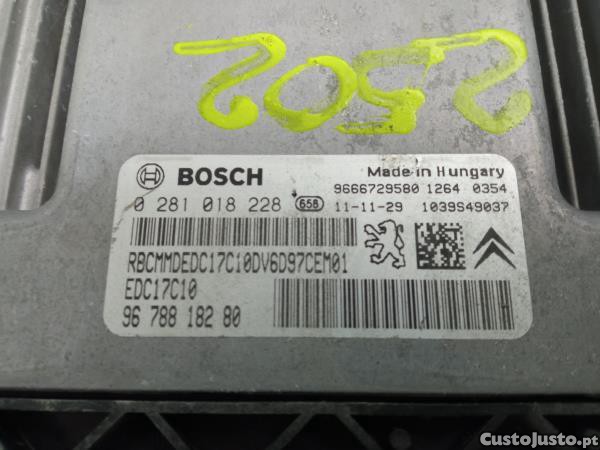 2502
BOSCH
Made in Hungary
9666729580 1264 0354
0 281 018 228 656 11-11-29 1039S49037
RBCMMDEDC17C10DV6D97CEM01
EDC17C10
96 788 182 80
CustoJusto.pt